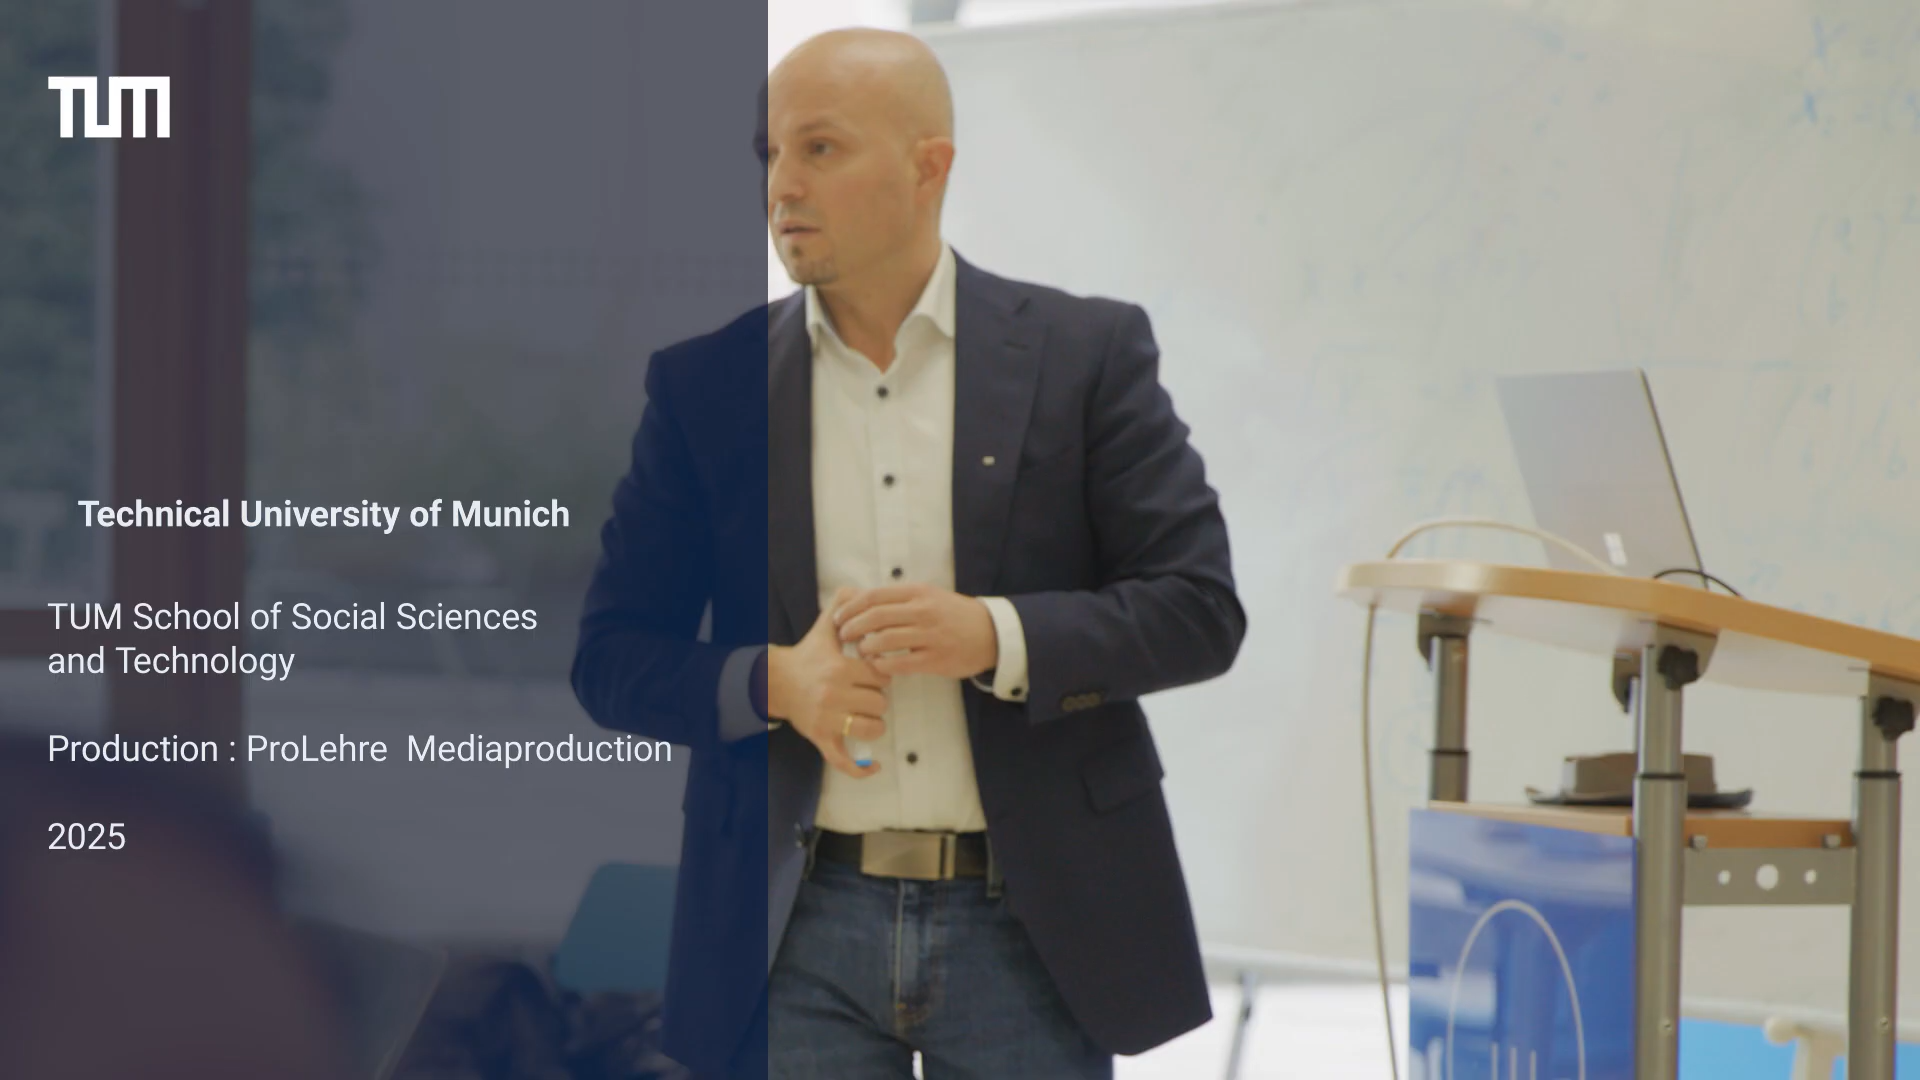 TUM
Technical University of Munich
TUM School of Social Sciences
and Technology
Production : ProLehre  Mediaproduction
2025